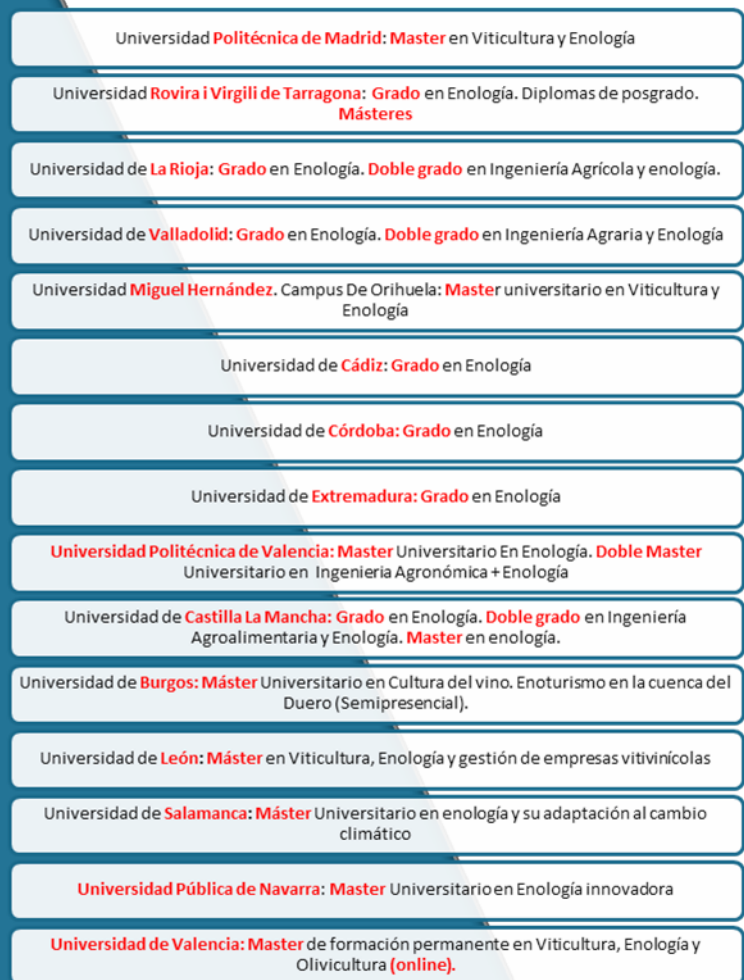 Universidad Politécnica de Madrid: Master en Viticultura y Enología
Universidad Rovira i Virgili de Tarragona: Grado en Enología. Diplomas de posgrado.
Másteres
Universidad de La Rioja: Grado en Enología. Doble grado en Ingeniería Agrícola y enología.
Universidad de Valladolid: Grado en Enología. Doble grado en Ingeniería Agraria y Enología
Universidad Miguel Hernández. Campus De Orihuela: Master universitario en Viticultura y
Enología
Universidad de Cádiz: Grado en Enología
Universidad de Córdoba: Grado en Enología
Universidad de Extremadura: Grado en Enología
Universidad Politécnica de Valencia: Master Universitario En Enología. Doble Master
Universitario en Ingenieria Agronómica + Enología
Universidad de Castilla La Mancha: Grado en Enología. Doble grado en Ingeniería
Agroalimentaria y Enología. Master en enología.
Universidad de Burgos: Máster Universitario en Cultura del vino. Enoturismo en la cuenca del
Duero (Semipresencial).
Universidad de León: Máster en Viticultura, Enología y gestión de empresas vitivinícolas
Universidad de Salamanca: Máster Universitario en enología y su adaptación al cambio
climático
Universidad Pública de Navarra: Master Universitario en Enología innovadora
Universidad de Valencia: Master de formación permanente en Viticultura, Enología y
Olivicultura (online).